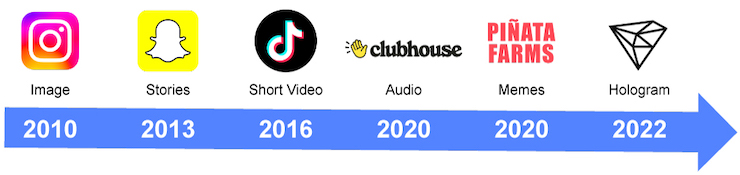 clubhouse
PIÑATA
FARMS
Image
Stories
Short Video
Audio
Memes
Hologram
2010
2013
2016
2020
2020
2022